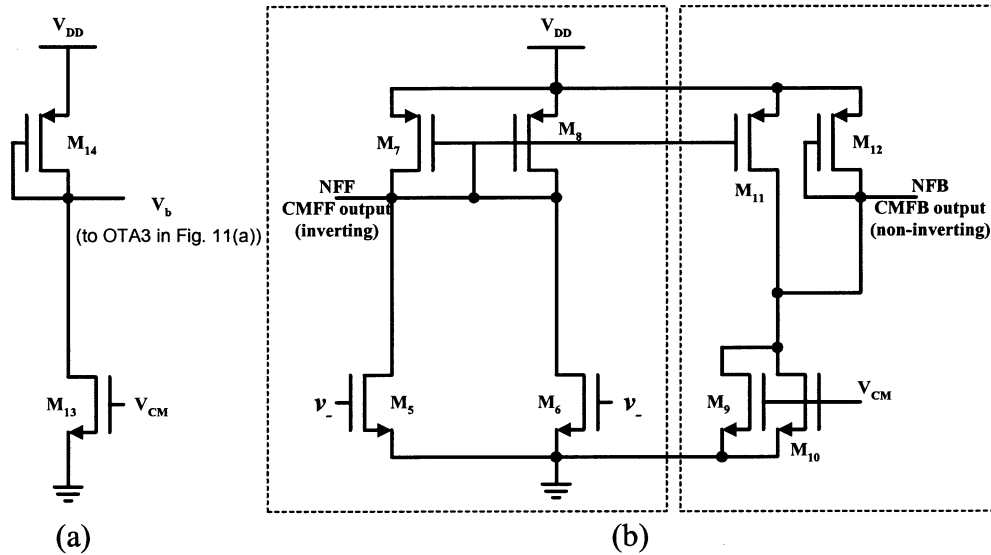 V_DD
M_14
V_b
(to OTA3 in Fig. 11(a))
M_13
V_CM
(a)
V_DD
M_7
M_8
M_11
M_12
NFF
CMFF output
(inverting)
NFB
CMFB output
(non-inverting)
v_-
M_5
M_6
v_-
M_9
V_CM
M_10
(b)